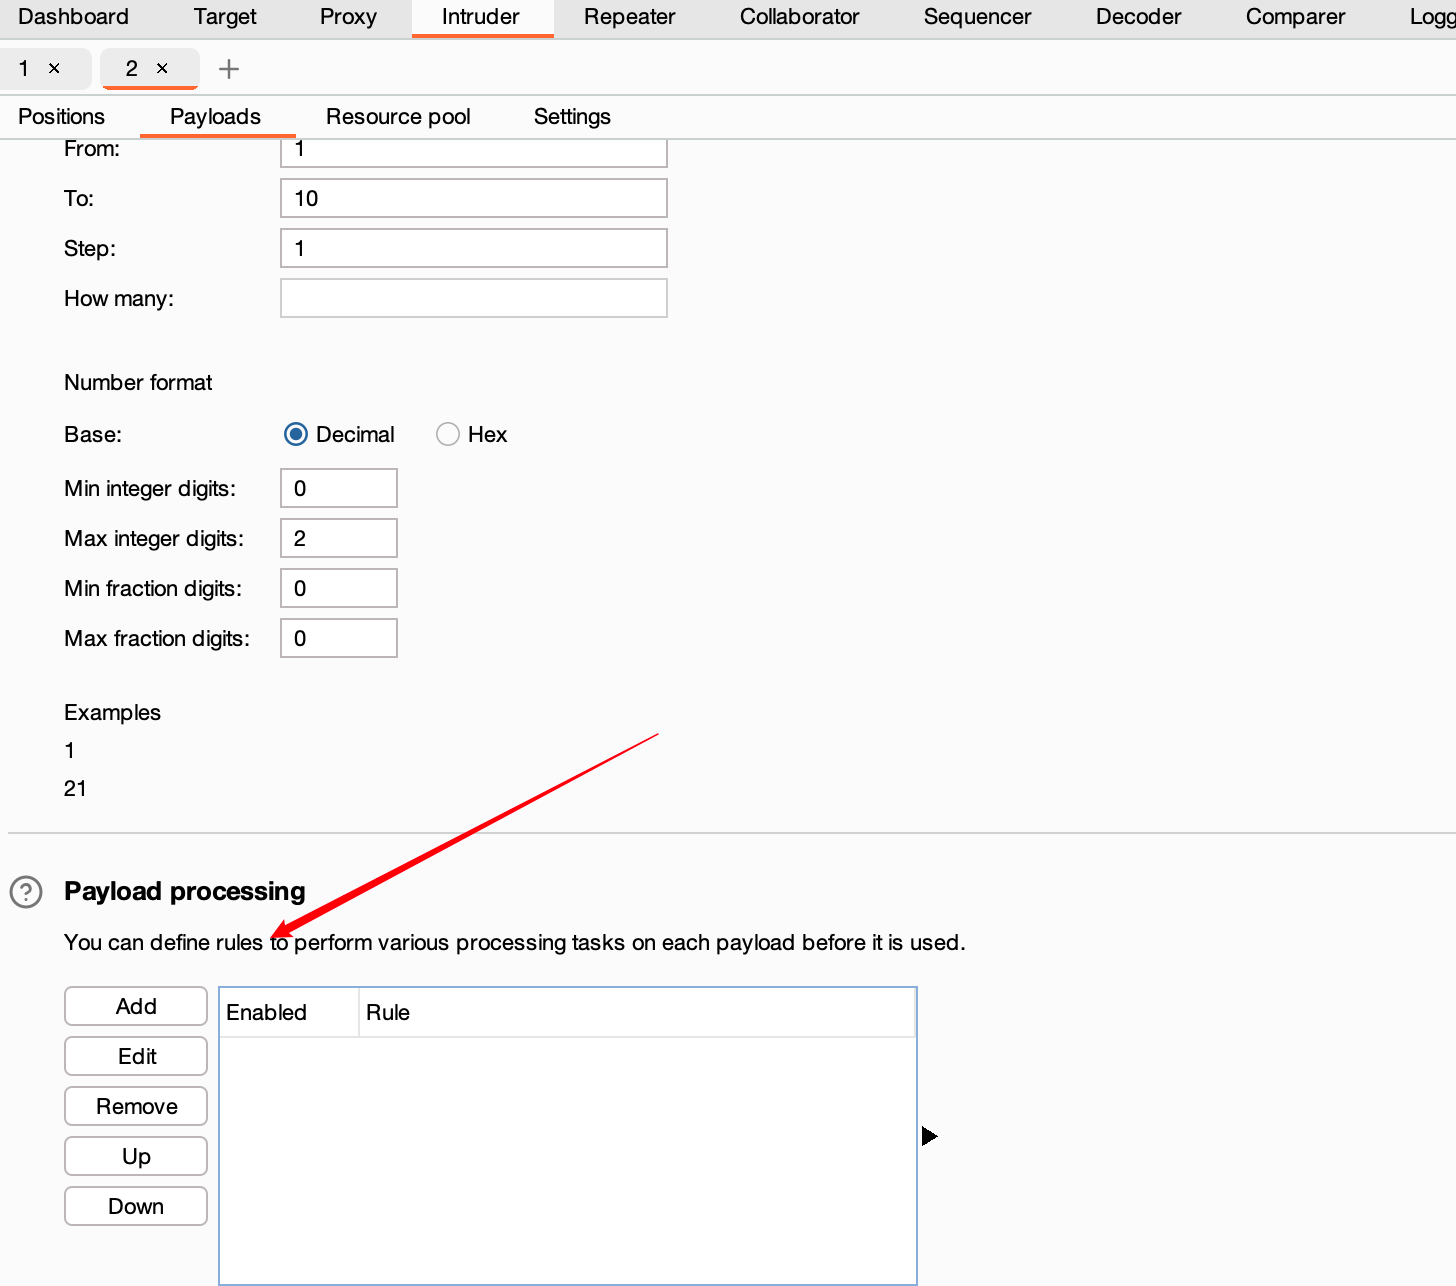 Dashboard Target Proxy Intruder Repeater Collaborator Sequencer Decoder Comparer Logg
1 × 2 × +
Positions Payloads Resource pool Settings
From: 1
To: 10
Step: 1
How many:
Number format
Base: Decimal Hex
Min integer digits: 0
Max integer digits: 2
Min fraction digits: 0
Max fraction digits: 0
Examples
1
21
? Payload processing
You can define rules to perform various processing tasks on each payload before it is used.
Add
Enabled Rule
Edit
Remove
Up
Down